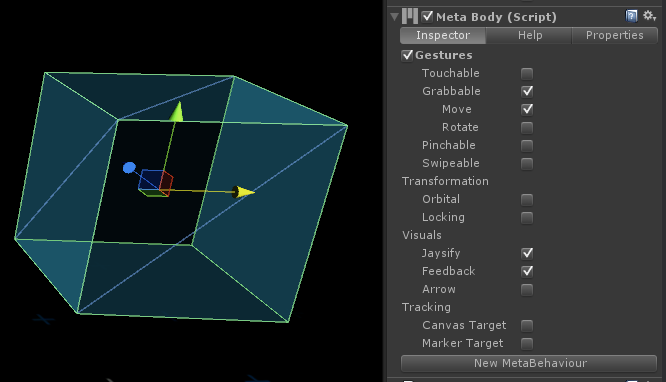 Meta Body (Script)
Inspector Help Properties
Gestures
Touchable
Grabbable
Move
Rotate
Pinchable
Swipeable
Transformation
Orbital
Locking
Visuals
Jaysify
Feedback
Arrow
Tracking
Canvas Target
Marker Target
New MetaBehaviour